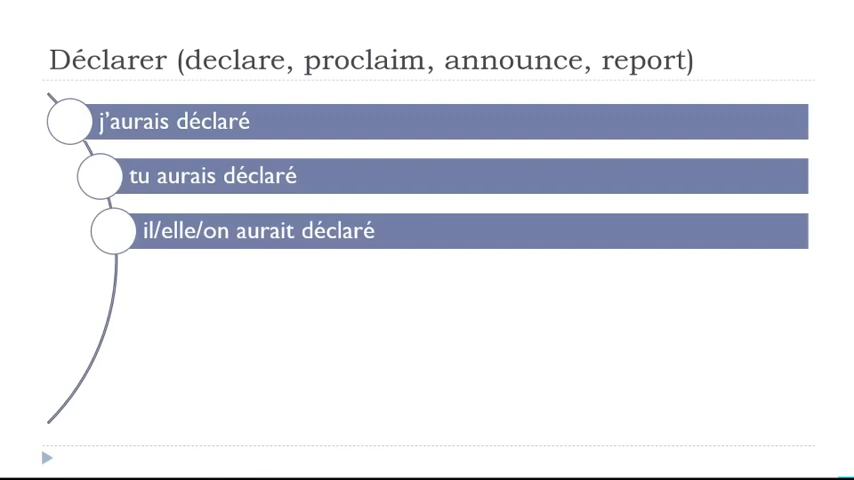 Déclarer (declare, proclaim, announce, report)
j’aurais déclaré
tu aurais déclaré
il/elle/on aurait déclaré